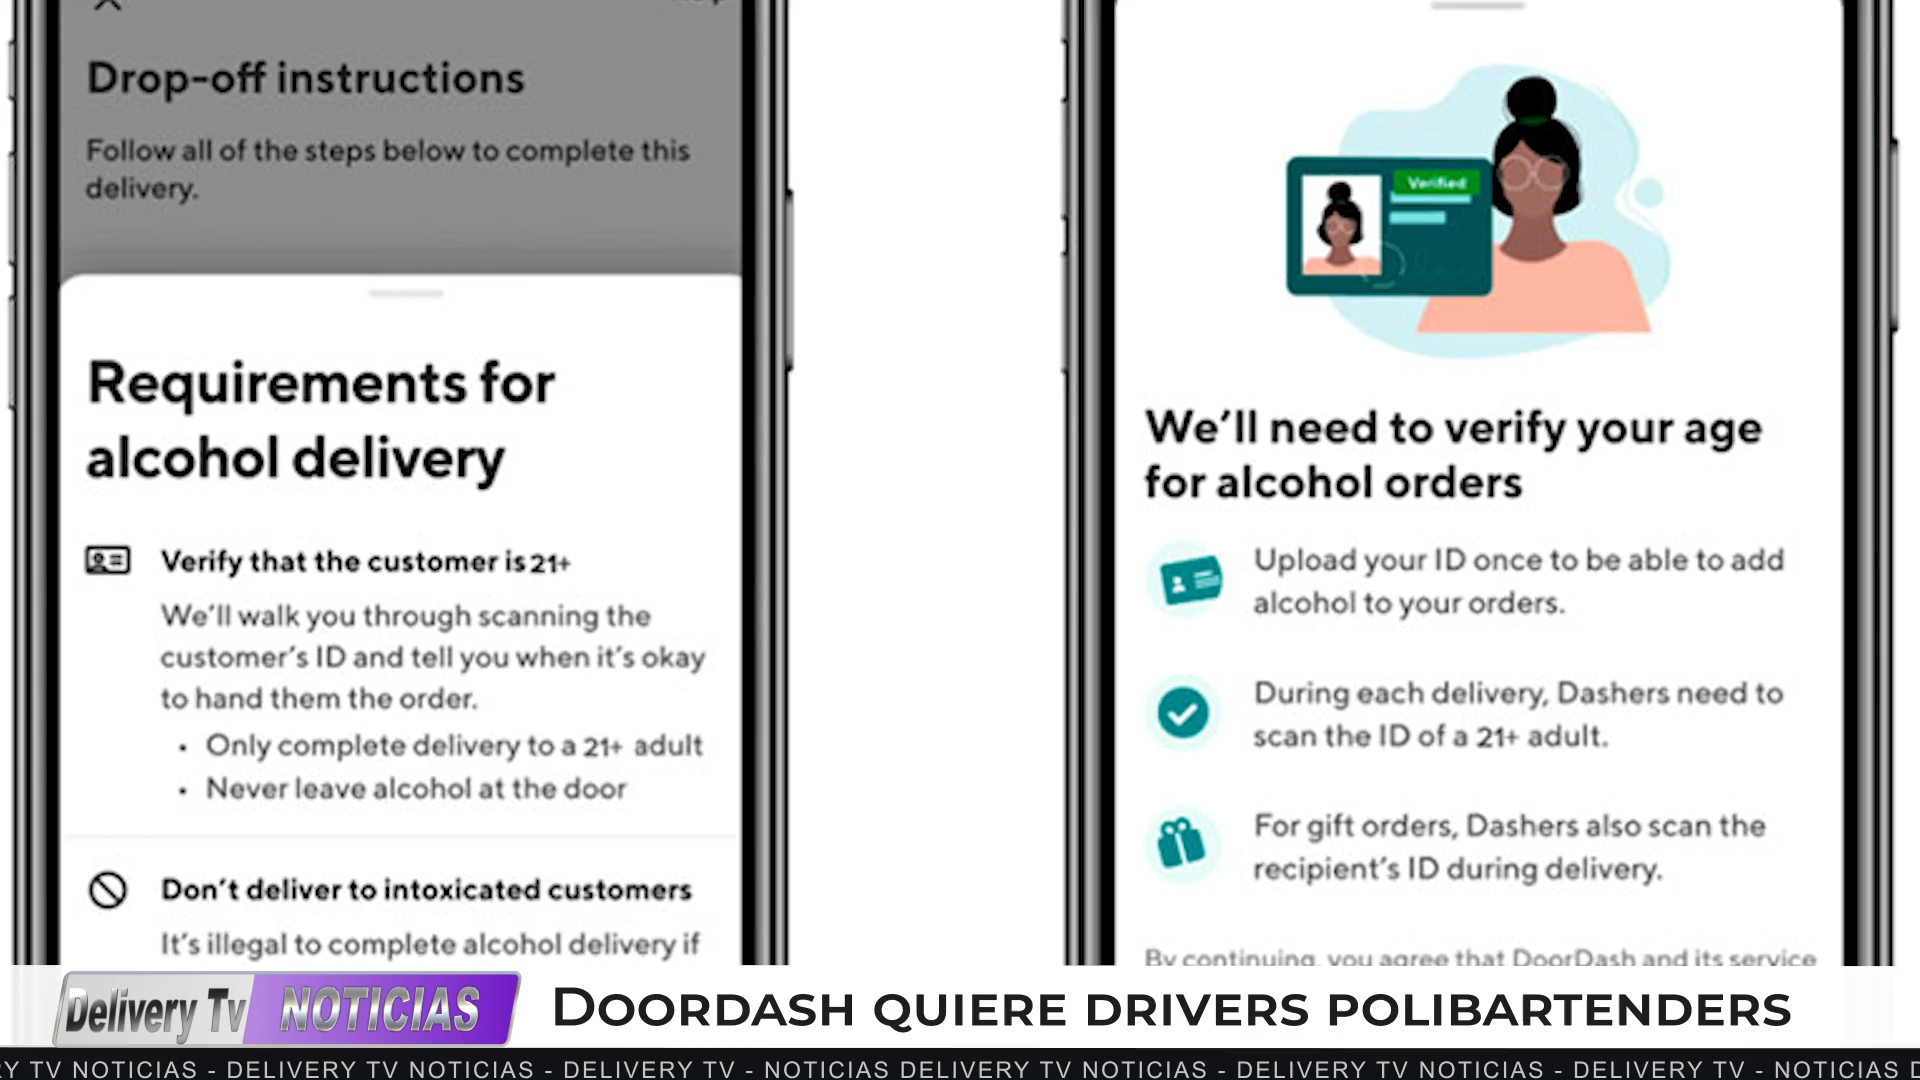 Drop-off instructions
Follow all of the steps below to complete this
delivery.
Requirements for
alcohol delivery
Verify that the customer is 21+
We'll walk you through scanning the
customer's ID and tell you when it's okay
to hand them the order.
• Only complete delivery to a 21+ adult
• Never leave alcohol at the door
Don't deliver to intoxicated customers
It's illegal to complete alcohol delivery if
Verified
We'll need to verify your age
for alcohol orders
Upload your ID once to be able to add
alcohol to your orders.
During each delivery, Dashers need to
scan the ID of a 21+ adult.
For gift orders, Dashers also scan the
recipient's ID during delivery.
By continuing, you agree that DoorDash and its service
Delivery Tv NOTICIAS
DOORDASH QUIERE DRIVERS POLIBARTENDERS
RY TV NOTICIAS - DELIVERY TV NOTICIAS - DELIVERY TV - NOTICIAS DELIVERY TV NOTICIAS - DELIVERY TV NOTICIAS - DELIVERY TV - NOTICIAS D